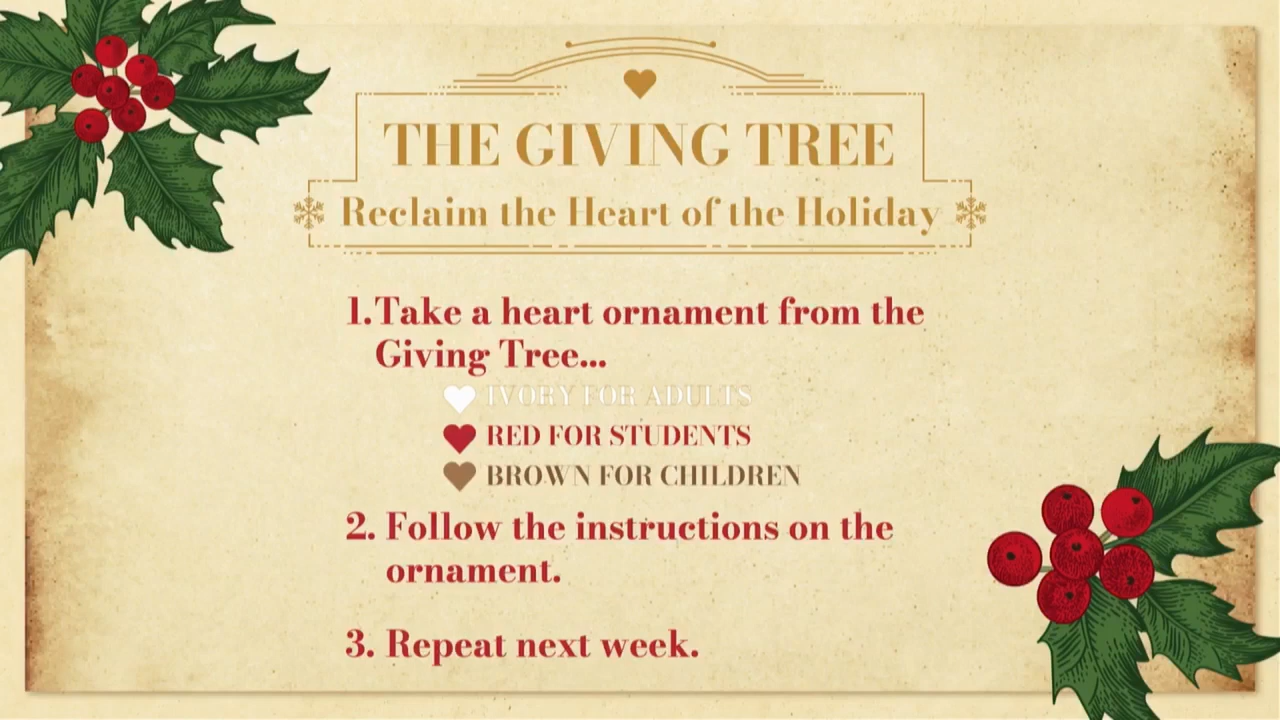 THE GIVING TREE
Reclaim the Heart of the Holiday
1.Take a heart ornament from the
Giving Tree...
IVORY FOR ADULTS
RED FOR STUDENTS
BROWN FOR CHILDREN
2. Follow the instructions on the
ornament.
3. Repeat next week.